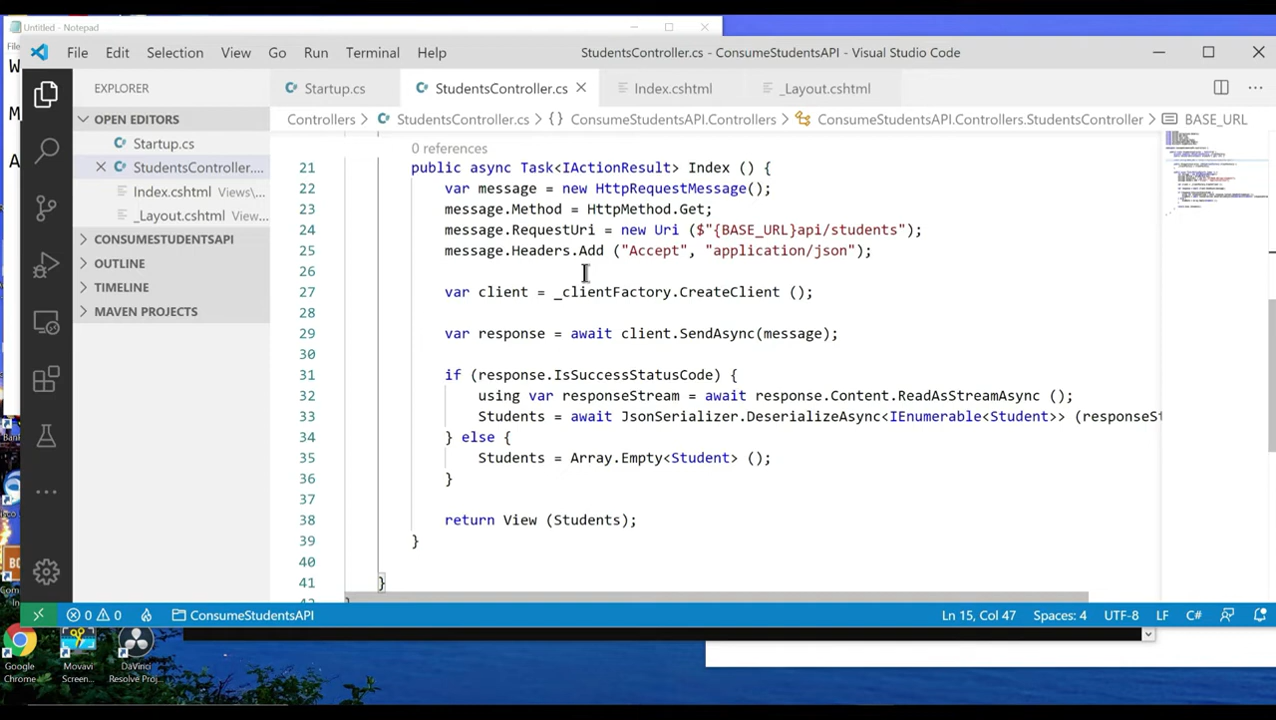 Untitled - Notepad
File
W
M
A
File Edit Selection View Go Run Terminal Help
StudentsController.cs - ConsumeStudentsAPI - Visual Studio Code
EXPLORER
OPEN EDITORS
Startup.cs
StudentsController....
Index.cshtml Views\...
_Layout.cshtml
CONSUMESTUDENTSAPI
OUTLINE
TIMELINE
MAVEN PROJECTS
Startup.cs StudentsController.cs Index.cshtml _Layout.cshtml
Controllers > StudentsController.cs > {} ConsumeStudentsAPI.Controllers > ConsumeStudentsAPI.Controllers.StudentsController > BASE_URL
0 references
21 public async Task<IActionResult> Index () {
22 var message = new HttpRequestMessage();
23 message.Method = HttpMethod.Get;
24 message.RequestUri = new Uri ($"{BASE_URL}api/students");
25 message.Headers.Add ("Accept", "application/json");
26
27 var client = _clientFactory.CreateClient ();
28
29 var response = await client.SendAsync(message);
30
31 if (response.IsSuccessStatusCode) {
32 using var responseStream = await response.Content.ReadAsStreamAsync ();
33 Students = await JsonSerializer.DeserializeAsync<IEnumerable<Student>> (responseSt
34 } else {
35 Students = Array.Empty<Student> ();
36 }
37
38 return View (Students);
39 }
40
41 }
0 0 ConsumeStudentsAPI Ln 15, Col 47 Spaces: 4 UTF-8 LF C#
Google
Chrome
Movavi
Screen...
DaVinci
Resolve Proj...